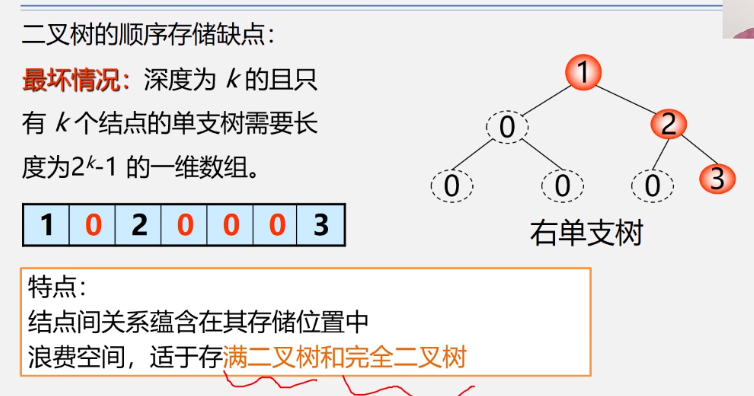 二叉树的顺序存储缺点：
最坏情况：深度为 k 的且只
有 k 个结点的单支树需要长
度为2ᵏ-1 的一维数组。
1 0 2 0 0 0 3
1
0 2
0 0 0 3
右单支树
特点：
结点间关系蕴含在其存储位置中
浪费空间，适于存满二叉树和完全二叉树